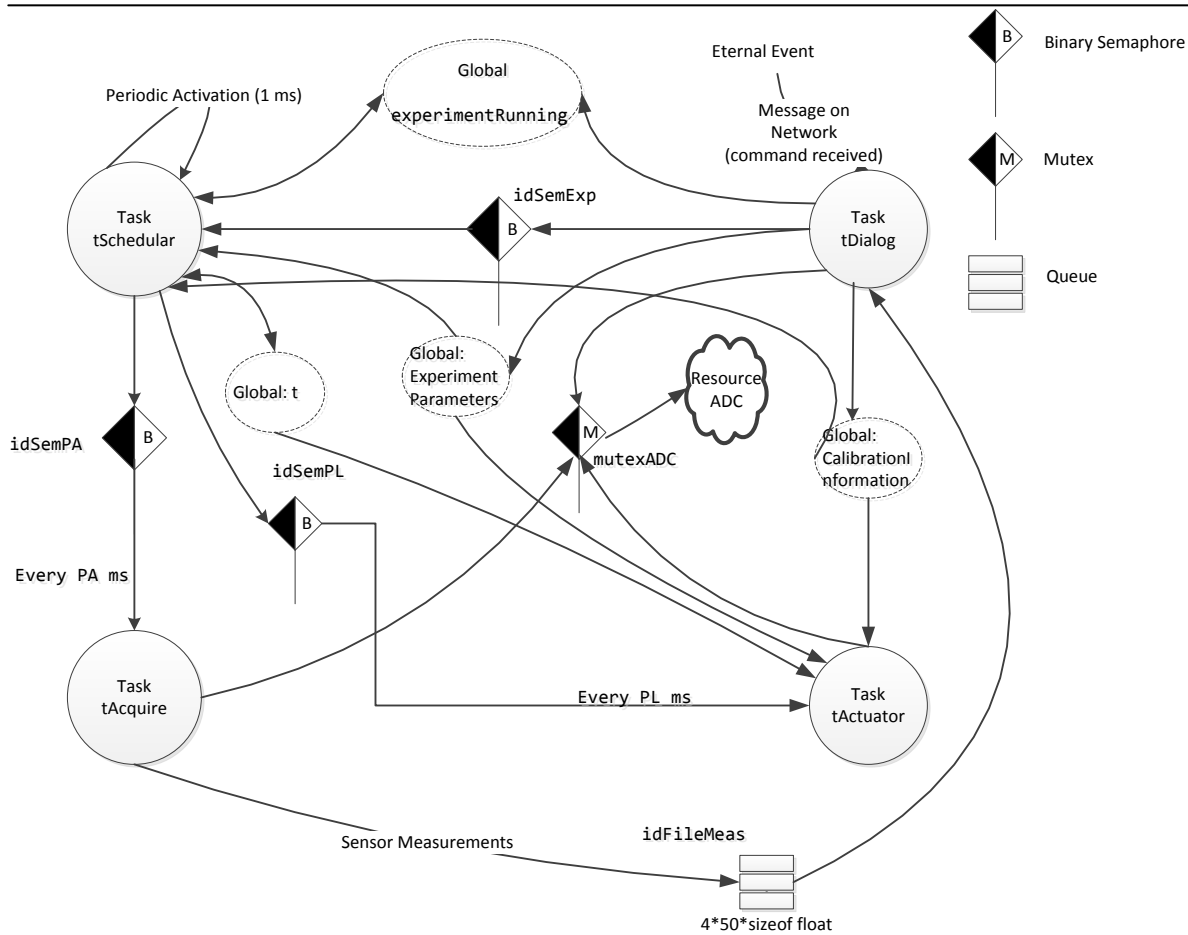 Eternal Event
B
Binary Semaphore
Global
experimentRunning
Periodic Activation (1 ms)
Message on
Network
(command received)
M
Mutex
Task
tSchedular
idSemExp
B
Task
tDialog
Queue
Global: t
Global:
Experiment
Parameters
Resource
ADC
idSemPA
B
M
mutexADC
Global:
CalibrationI
nformation
idSemPL
B
Every PA ms
Task
tAcquire
Every PL ms
Task
tActuator
Sensor Measurements
idFileMeas
4*50*sizeof float